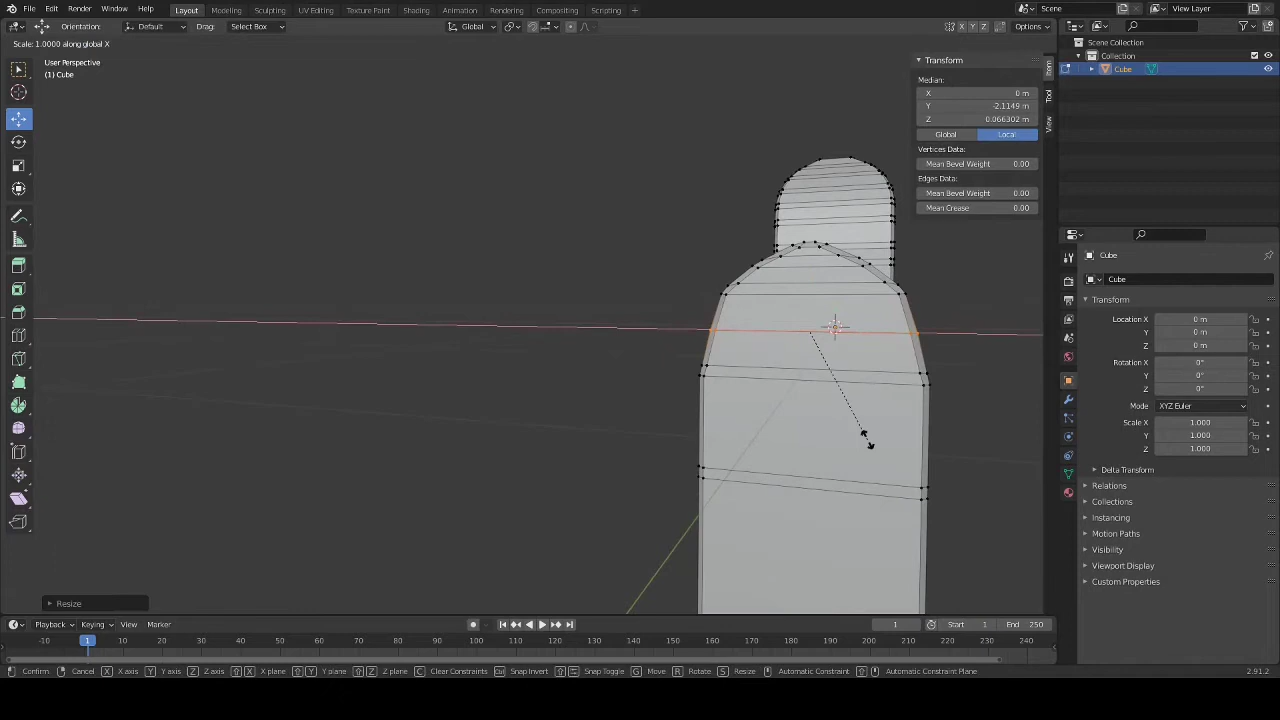 File Edit Render Window Help Layout Modeling Sculpting UV Editing Texture Paint Shading Animation Rendering Compositing Scripting + Scene View Layer
Orientation: Default Drag: Select Box Global X Y Z Options
Scale: 1.0000 along global X
User Perspective
(1) Cube
Transform
Median:
X 0 m
Y -2.1149 m
Z 0.066302 m
Global Local
Vertices Data:
Mean Bevel Weight 0.00
Edges Data:
Mean Bevel Weight 0.00
Mean Crease 0.00
Item
Tool
View
Scene Collection
Collection
Cube
Cube
Cube
Transform
Location X 0 m
Y 0 m
Z 0 m
Rotation X 0°
Y 0°
Z 0°
Mode XYZ Euler
Scale X 1.000
Y 1.000
Z 1.000
Delta Transform
Relations
Collections
Instancing
Motion Paths
Visibility
Viewport Display
Custom Properties
Resize
Playback Keying View Marker 1 Start 1 End 250
-10 1 10 20 30 40 50 60 70 80 90 100 110 120 130 140 150 160 170 180 190 200 210 220 230 240
Confirm Cancel X X axis Y Y axis Z Z axis X X plane Y Y plane Z Z plane C Clear Constraints Snap Invert Snap Toggle G Move R Rotate S Resize Automatic Constraint Automatic Constraint Plane 2.91.2